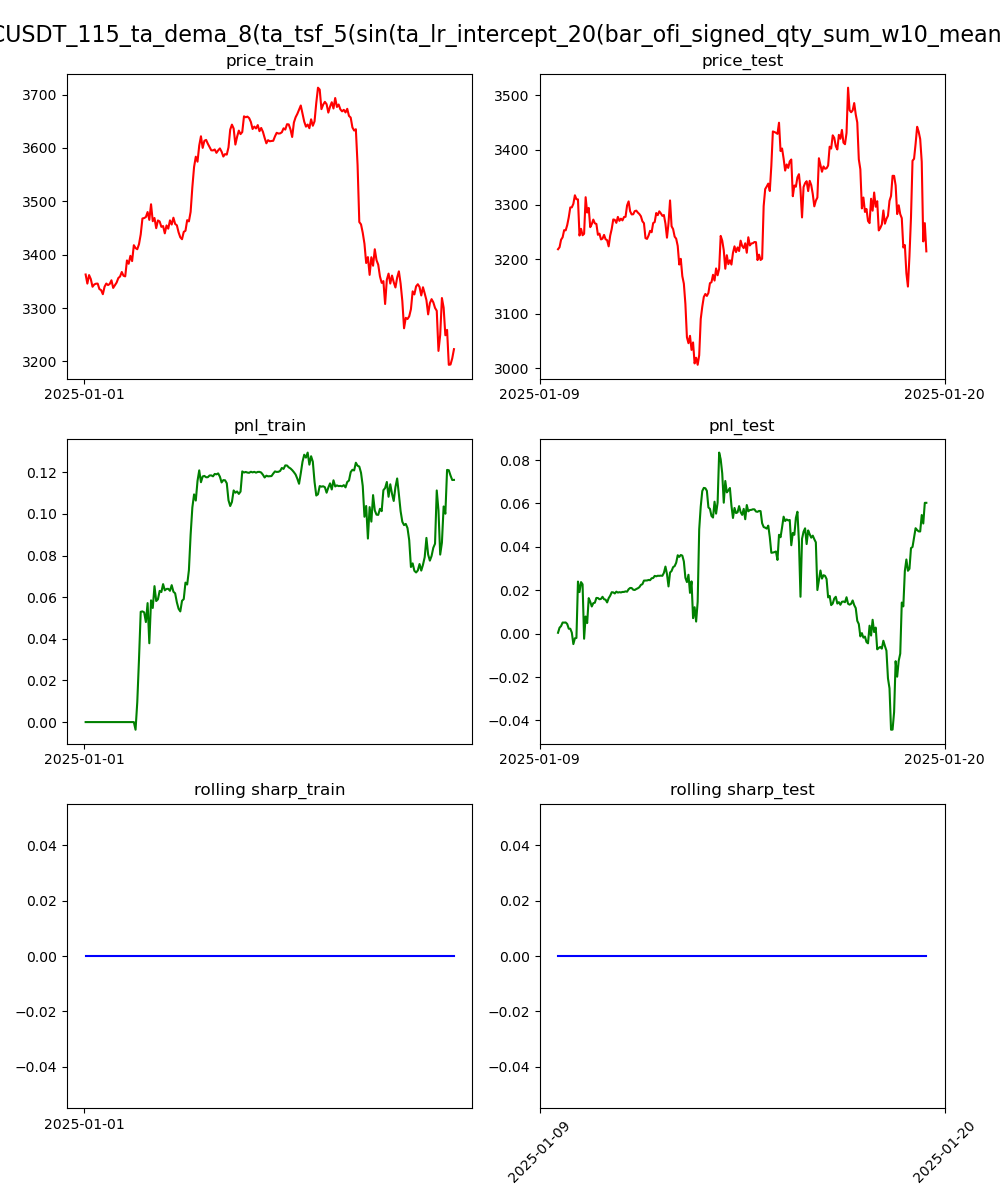 CUSDT_115_ta_dema_8(ta_tsf_5(sin(ta_lr_intercept_20(bar_ofi_signed_qty_sum_w10_mean
price_train price_test
3700 3500
3600 3400
3500 3300
3400 3200
3300 3100
3200 3000
2025-01-01 2025-01-09 2025-01-20
pnl_train pnl_test
0.12 0.08
0.10 0.06
0.08 0.04
0.06 0.02
0.04 0.00
0.02 −0.02
0.00 −0.04
2025-01-01 2025-01-09 2025-01-20
rolling sharp_train rolling sharp_test
0.04 0.04
0.02 0.02
0.00 0.00
−0.02 −0.02
−0.04 −0.04
2025-01-01 2025-01-09 2025-01-20